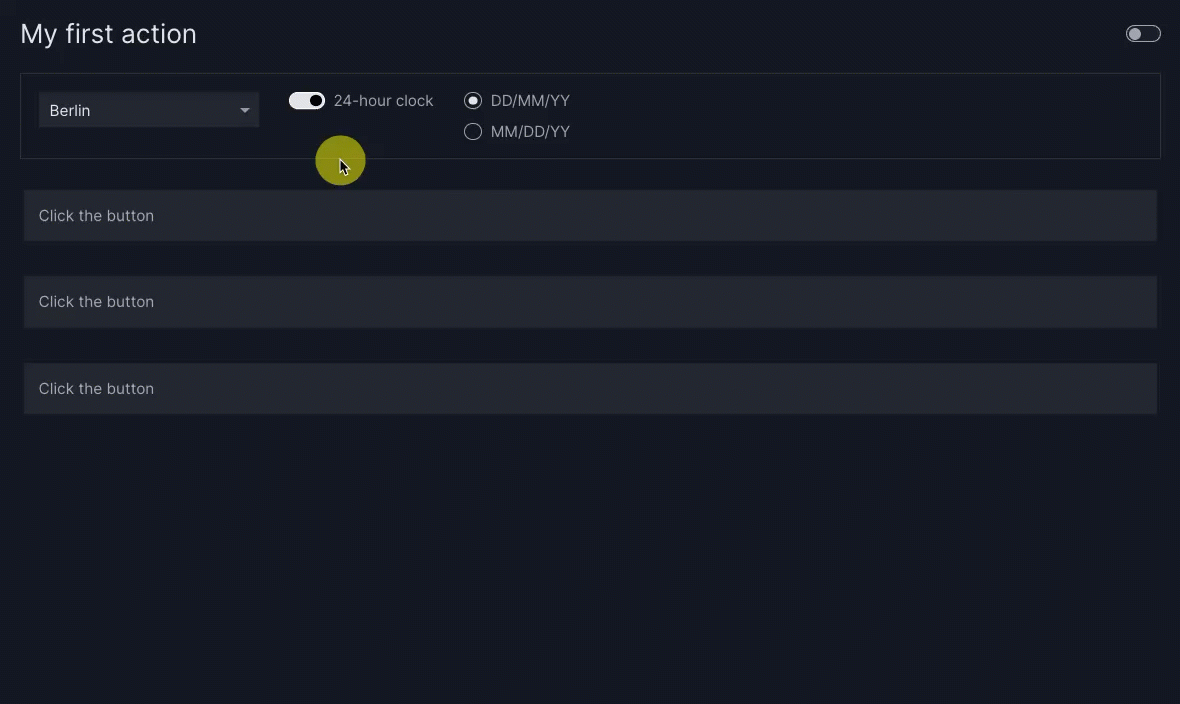 My first action
Berlin
24-hour clock
DD/MM/YY
MM/DD/YY
Click the button
Click the button
Click the button